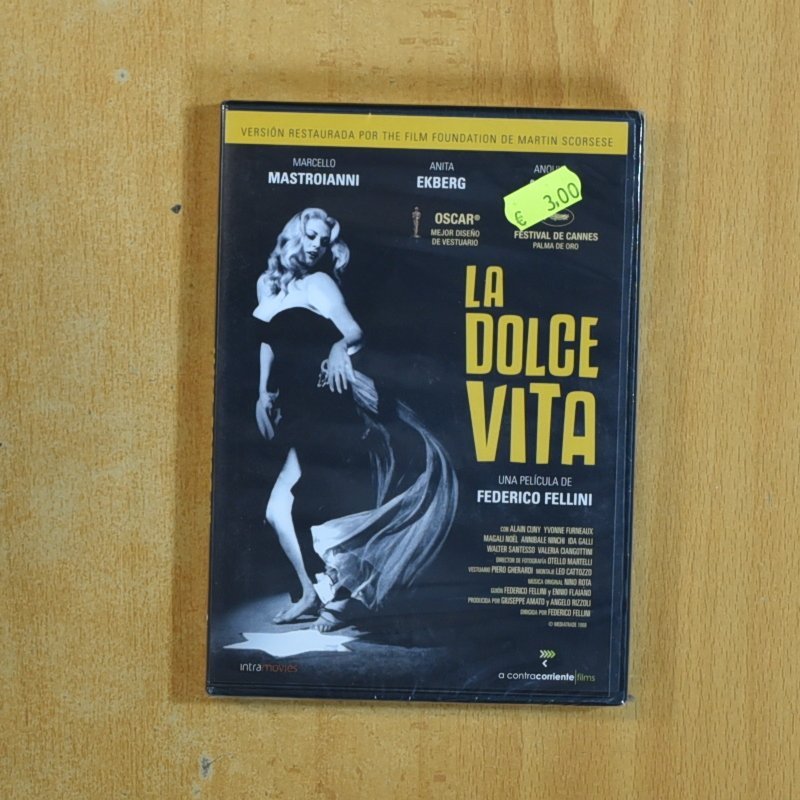 VERSIÓN RESTAURADA POR THE FILM FOUNDATION DE MARTIN SCORSESE
MARCELLO
MASTROIANNI
ANITA
EKBERG
€ 3,00
OSCAR®
MEJOR DISEÑO
DE VESTUARIO
FESTIVAL DE CANNES
PALMA DE ORO
LA
DOLCE
VITA
UNA PELÍCULA DE
FEDERICO FELLINI
CON ALAIN CUNY YVONNE FURNEAUX
MAGALI NOËL ANNIBALE NINCHI IDA GALLI
WALTER SANTESSO VALERIA CIANGOTTINI
DIRECTOR DE FOTOGRAFÍA OTELLO MARTELLI
VESTUARIO PIERO GHERARDI MONTAJE LEO CATTOZZO
MÚSICA ORIGINAL NINO ROTA
GUIÓN FEDERICO FELLINI y ENNIO FLAIANO
PRODUCIDA POR GIUSEPPE AMATO y ANGELO RIZZOLI
DIRIGIDA POR FEDERICO FELLINI
© MEDIATRADE
intramovies
a contracorriente films